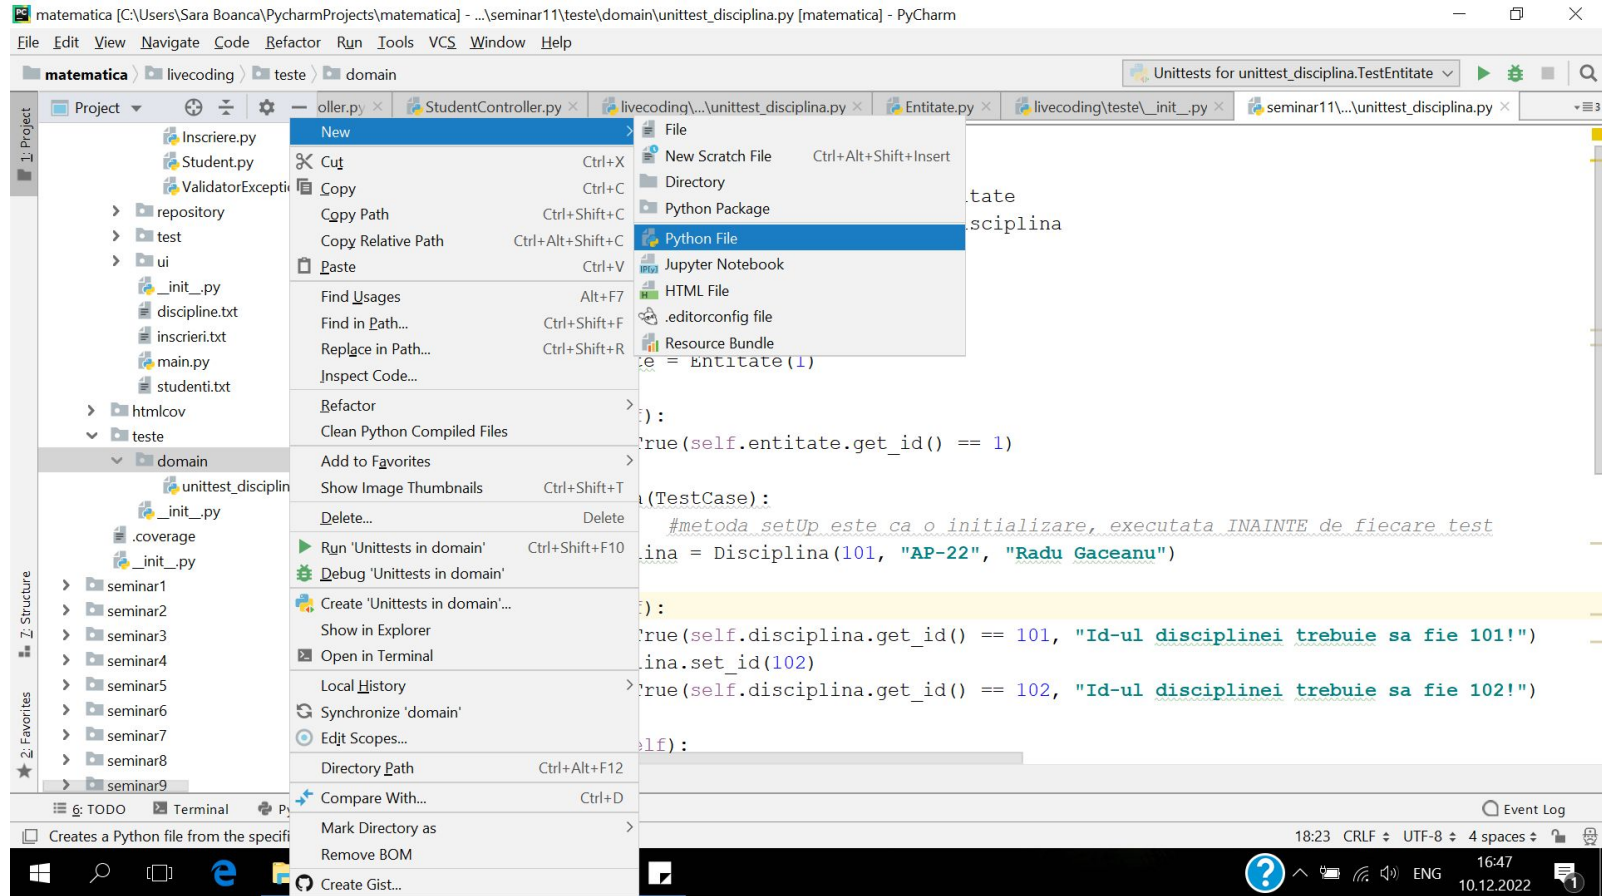 matematica [C:\Users\Sara Boanca\PycharmProjects\matematica] - ...\seminar11\teste\domain\unittest_disciplina.py [matematica] - PyCharm
File Edit View Navigate Code Refactor Run Tools VCS Window Help
matematica livecoding teste domain
Unittests for unittest_disciplina.TestEntitate
Project
oller.py StudentController.py livecoding\...\unittest_disciplina.py Entitate.py livecoding\teste\__init__.py seminar11\...\unittest_disciplina.py
3
1: Project
7: Structure
2: Favorites
Inscriere.py
Student.py
ValidatorExcepti
repository
test
ui
__init__.py
discipline.txt
inscrieri.txt
main.py
studenti.txt
htmlcov
teste
domain
unittest_disciplin
__init__.py
.coverage
__init__.py
seminar1
seminar2
seminar3
seminar4
seminar5
seminar6
seminar7
seminar8
seminar9
New
Cut Ctrl+X
Copy Ctrl+C
Copy Path Ctrl+Shift+C
Copy Relative Path Ctrl+Alt+Shift+C
Paste Ctrl+V
Find Usages Alt+F7
Find in Path... Ctrl+Shift+F
Replace in Path... Ctrl+Shift+R
Inspect Code...
Refactor
Clean Python Compiled Files
Add to Favorites
Show Image Thumbnails Ctrl+Shift+T
Delete... Delete
Run 'Unittests in domain' Ctrl+Shift+F10
Debug 'Unittests in domain'
Create 'Unittests in domain'...
Show in Explorer
Open in Terminal
Local History
Synchronize 'domain'
Edit Scopes...
Directory Path Ctrl+Alt+F12
Compare With... Ctrl+D
Mark Directory as
Remove BOM
Create Gist...
File
New Scratch File Ctrl+Alt+Shift+Insert
Directory
Python Package
Python File
Jupyter Notebook
HTML File
.editorconfig file
Resource Bundle
tate
sciplina
te = Entitate(1)
):
True(self.entitate.get_id() == 1)
a(TestCase):
#metoda setUp este ca o initializare, executata INAINTE de fiecare test
lina = Disciplina(101, "AP-22", "Radu Gaceanu")
):
True(self.disciplina.get_id() == 101, "Id-ul disciplinei trebuie sa fie 101!")
ina.set_id(102)
True(self.disciplina.get_id() == 102, "Id-ul disciplinei trebuie sa fie 102!")
elf):
6: TODO Terminal Py
Event Log
Creates a Python file from the specifi
18:23 CRLF UTF-8 4 spaces
ENG
16:47
10.12.2022
1